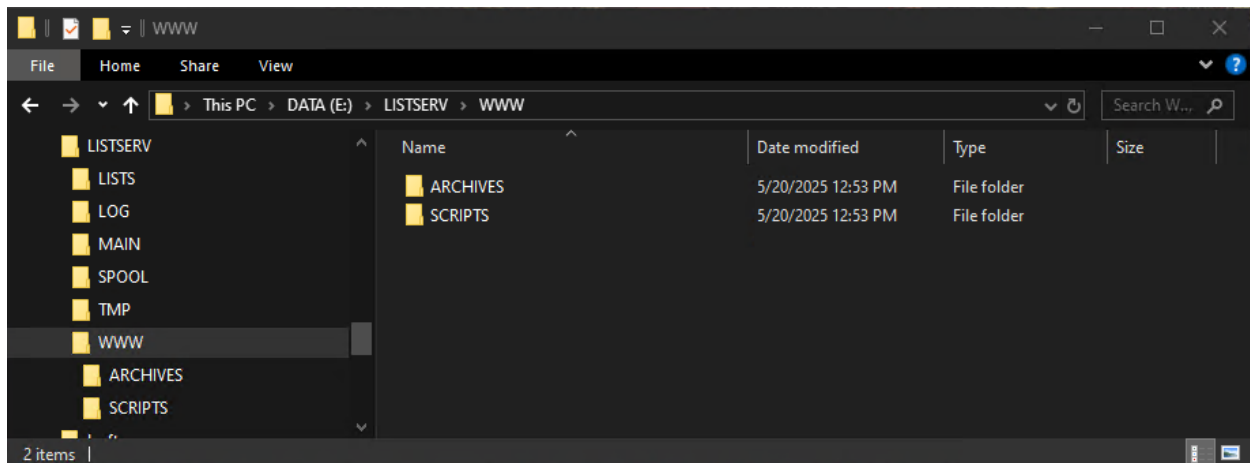 WWW
File Home Share View
This PC > DATA (E:) > LISTSERV > WWW
Search W...
LISTSERV
LISTS
LOG
MAIN
SPOOL
TMP
WWW
ARCHIVES
SCRIPTS
Name Date modified Type Size
ARCHIVES 5/20/2025 12:53 PM File folder
SCRIPTS 5/20/2025 12:53 PM File folder
2 items